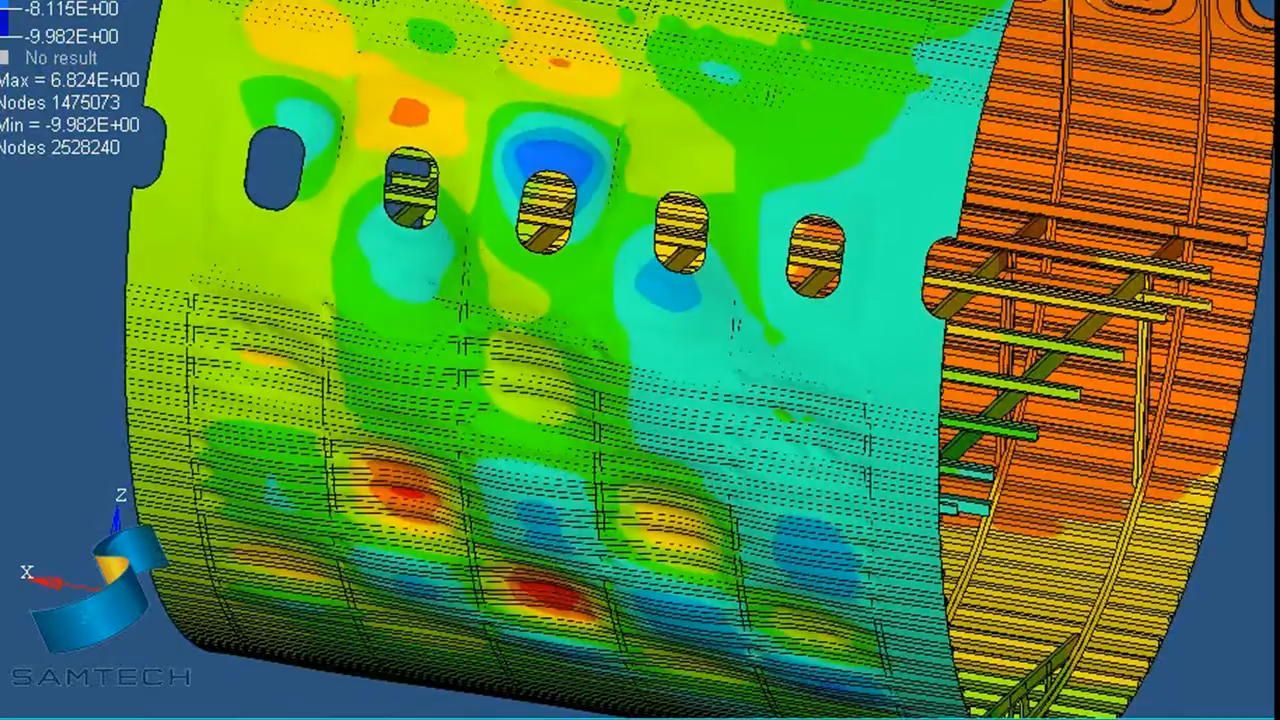 -8.115E+00
-9.982E+00
No result
Max = 6.824E+00
Nodes 1475073
Min = -9.982E+00
Nodes 2528240
Z
X
SAMTECH